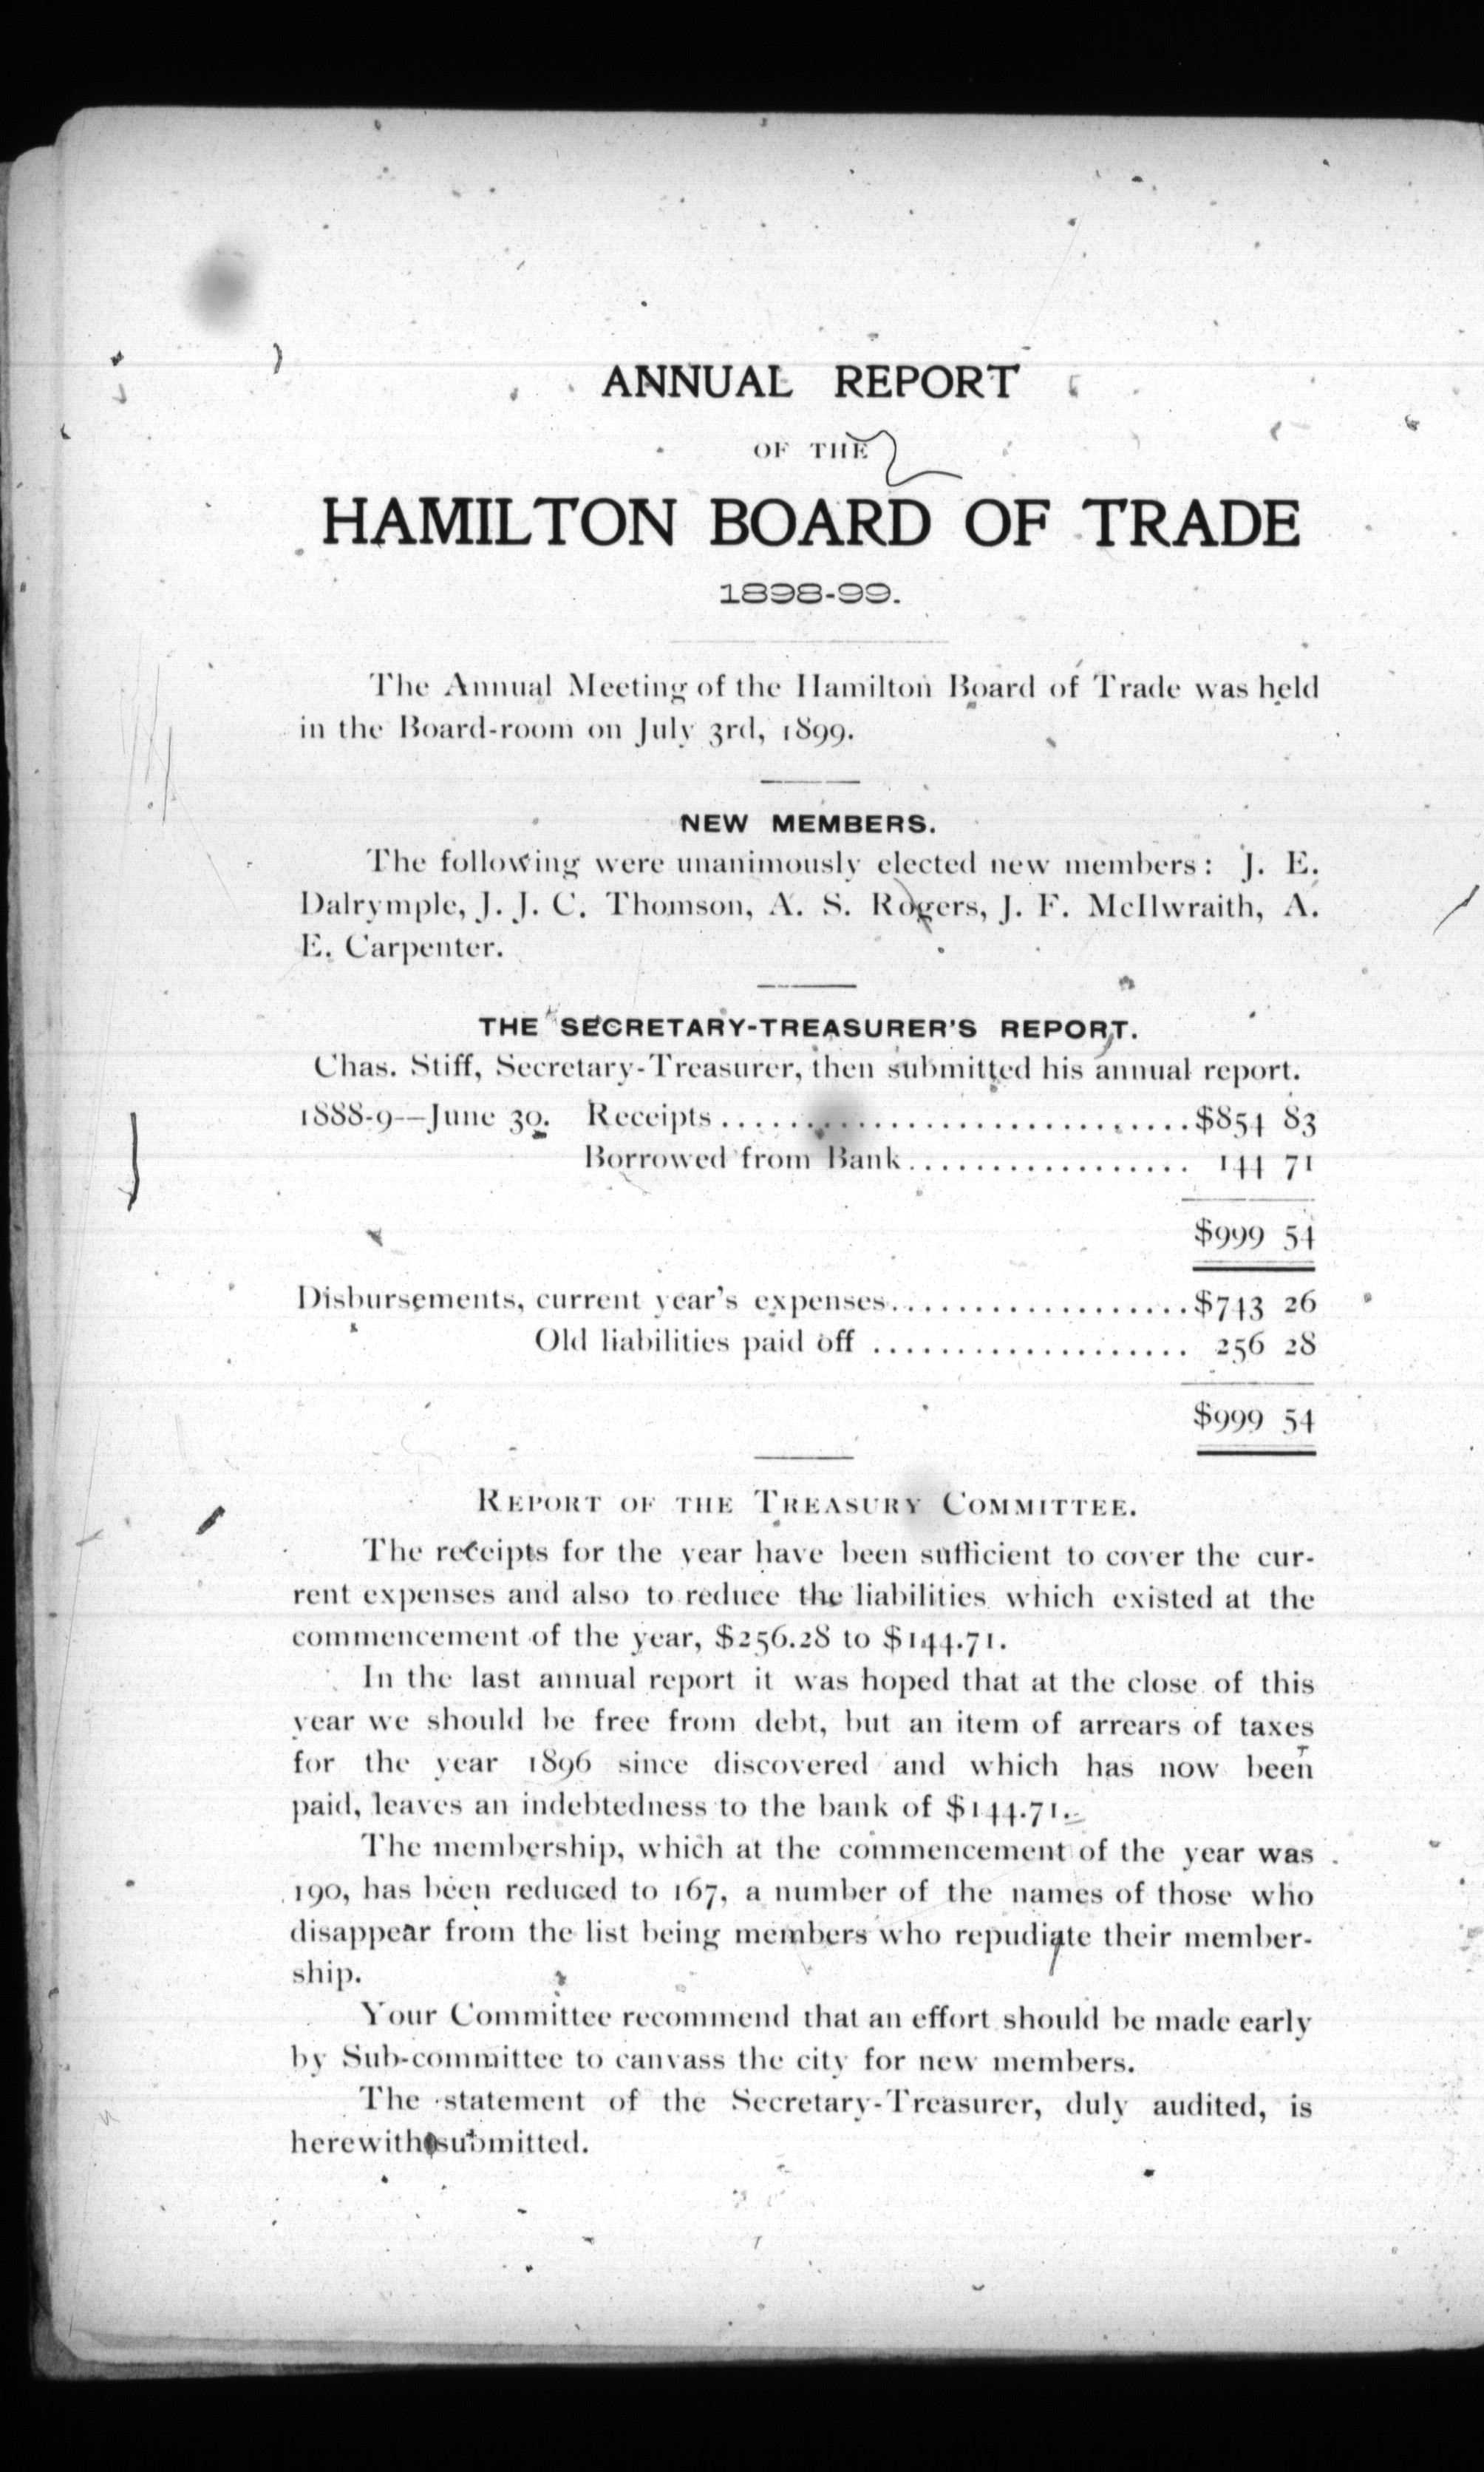 ANNUAL REPORT
OF THE
HAMILTON BOARD OF TRADE
1898-99.
The Annual Meeting of the Hamilton Board of Trade was held
in the Board-room on July 3rd, 1899.
NEW MEMBERS.
The following were unanimously elected new members: J. E.
Dalrymple, J. J. C. Thomson, A. S. Rogers, J. F. McIlwraith, A.
E. Carpenter.
THE SECRETARY-TREASURER'S REPORT.
Chas. Stiff, Secretary-Treasurer, then submitted his annual report.
1888-9—June 30. Receipts.................................$854 83
Borrowed from Bank................. 144 71
$999 54
Disbursements, current year's expenses...................$743 26
Old liabilities paid off ................... 256 28
$999 54
REPORT OF THE TREASURY COMMITTEE.
The receipts for the year have been sufficient to cover the cur-
rent expenses and also to reduce the liabilities which existed at the
commencement of the year, $256.28 to $144.71.
In the last annual report it was hoped that at the close of this
year we should be free from debt, but an item of arrears of taxes
for the year 1896 since discovered and which has now been
paid, leaves an indebtedness to the bank of $144.71.
The membership, which at the commencement of the year was
190, has been reduced to 167, a number of the names of those who
disappear from the list being members who repudiate their member-
ship.
Your Committee recommend that an effort should be made early
by Sub-committee to canvass the city for new members.
The statement of the Secretary-Treasurer, duly audited, is
herewith submitted.